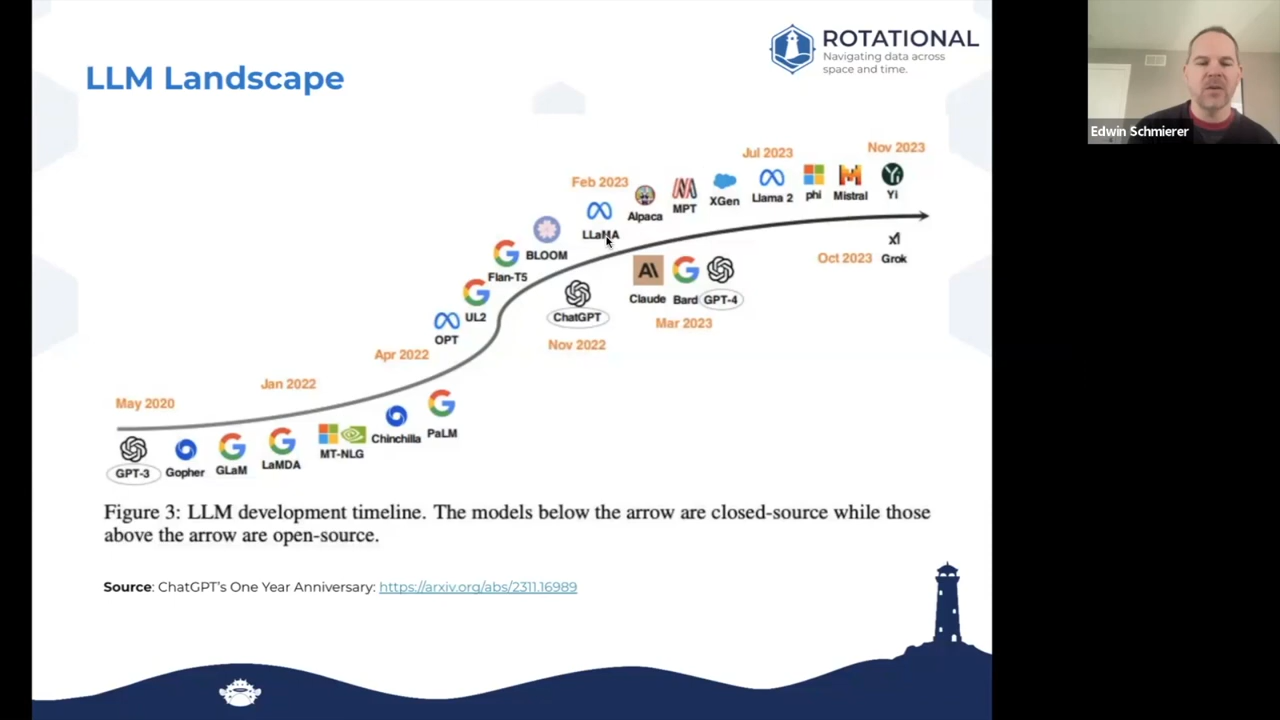 ROTATIONAL
Navigating data across
space and time.
LLM Landscape
Edwin Schmierer
Nov 2023
Jul 2023
Feb 2023
Alpaca
MPT
XGen
Llama 2
phi
Mistral
Yi
LLaMA
BLOOM
Flan-T5
UL2
OPT
Oct 2023
Grok
Claude
Bard
GPT-4
Mar 2023
ChatGPT
Nov 2022
Apr 2022
Jan 2022
May 2020
GPT-3
Gopher
GLaM
LaMDA
MT-NLG
Chinchilla
PaLM
Figure 3: LLM development timeline. The models below the arrow are closed-source while those
above the arrow are open-source.
Source: ChatGPT's One Year Anniversary: https://arxiv.org/abs/2311.16989